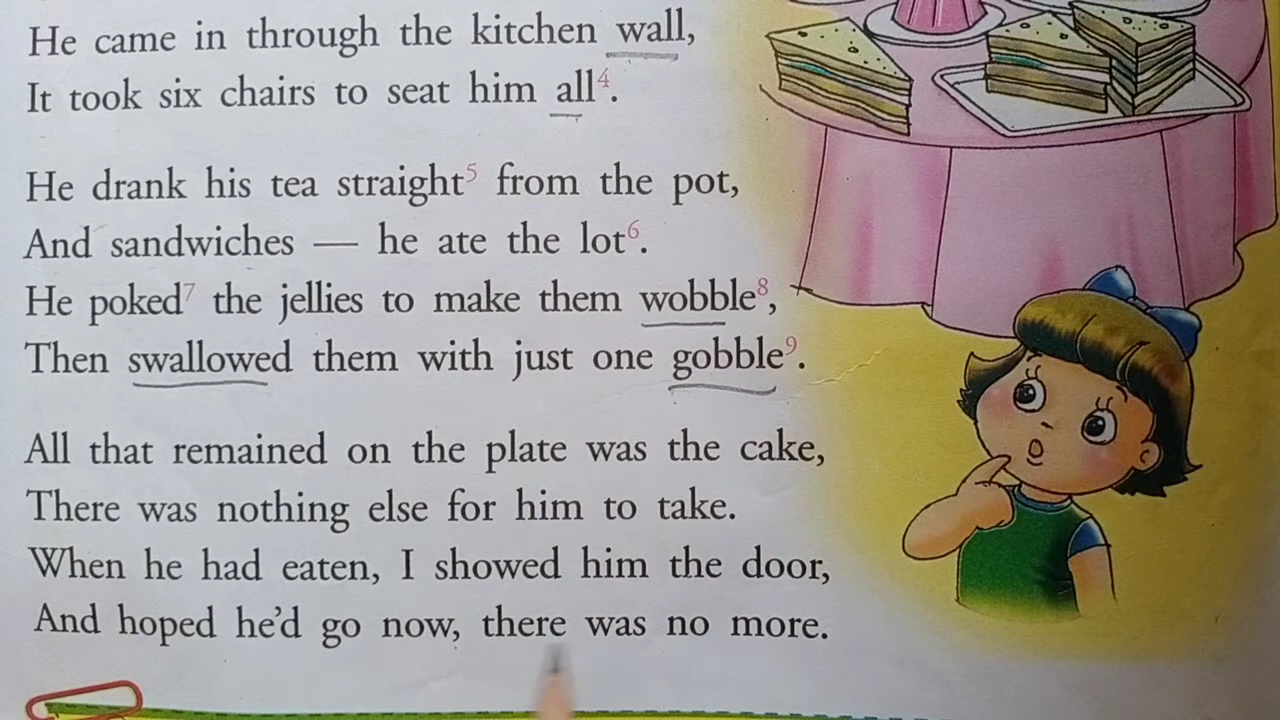 He came in through the kitchen wall,
It took six chairs to seat him all⁴.
He drank his tea straight⁵ from the pot,
And sandwiches — he ate the lot⁶.
He poked⁷ the jellies to make them wobble⁸,
Then swallowed them with just one gobble⁹.
All that remained on the plate was the cake,
There was nothing else for him to take.
When he had eaten, I showed him the door,
And hoped he’d go now, there was no more.